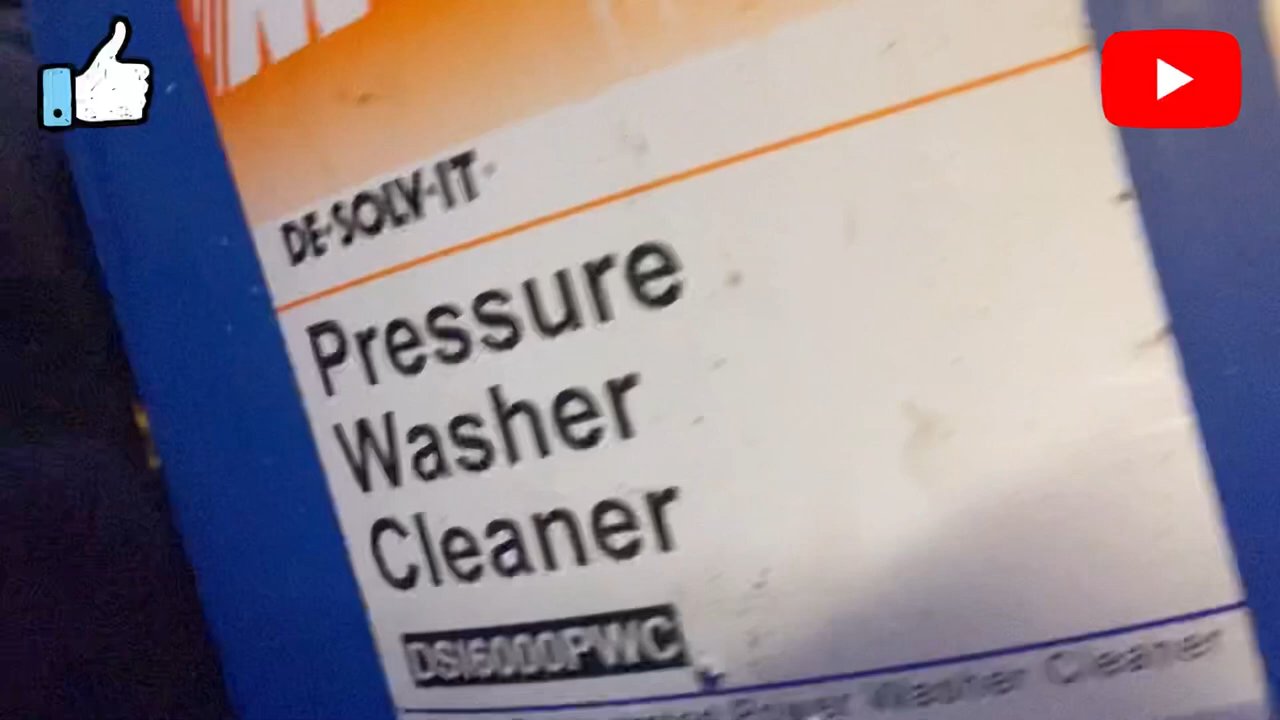 DE·SOLV·IT
Pressure
Washer
Cleaner
DSI6000PWC
Power Washer Cleaner